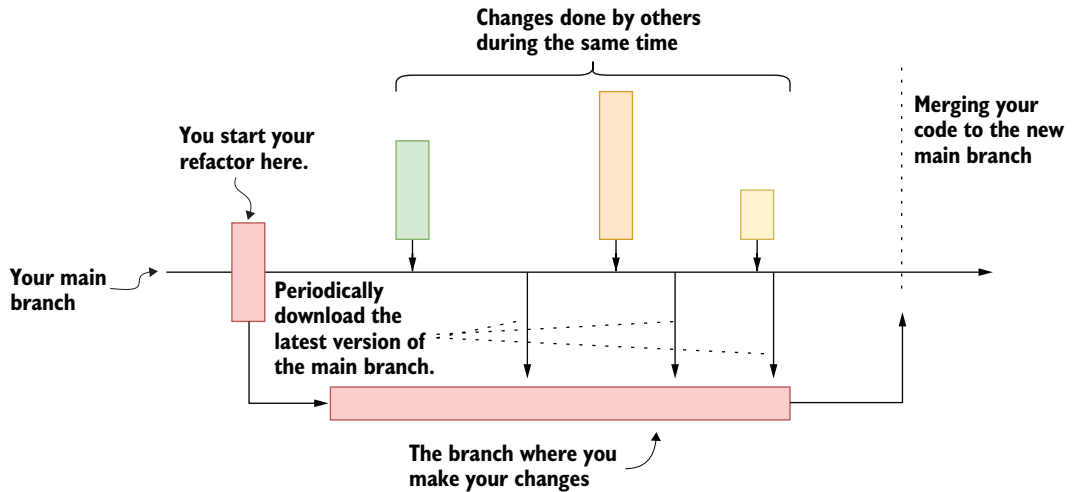 Changes done by others
during the same time
Merging your
code to the new
main branch
You start your
refactor here.
Your main
branch
Periodically
download the
latest version of
the main branch.
The branch where you
make your changes